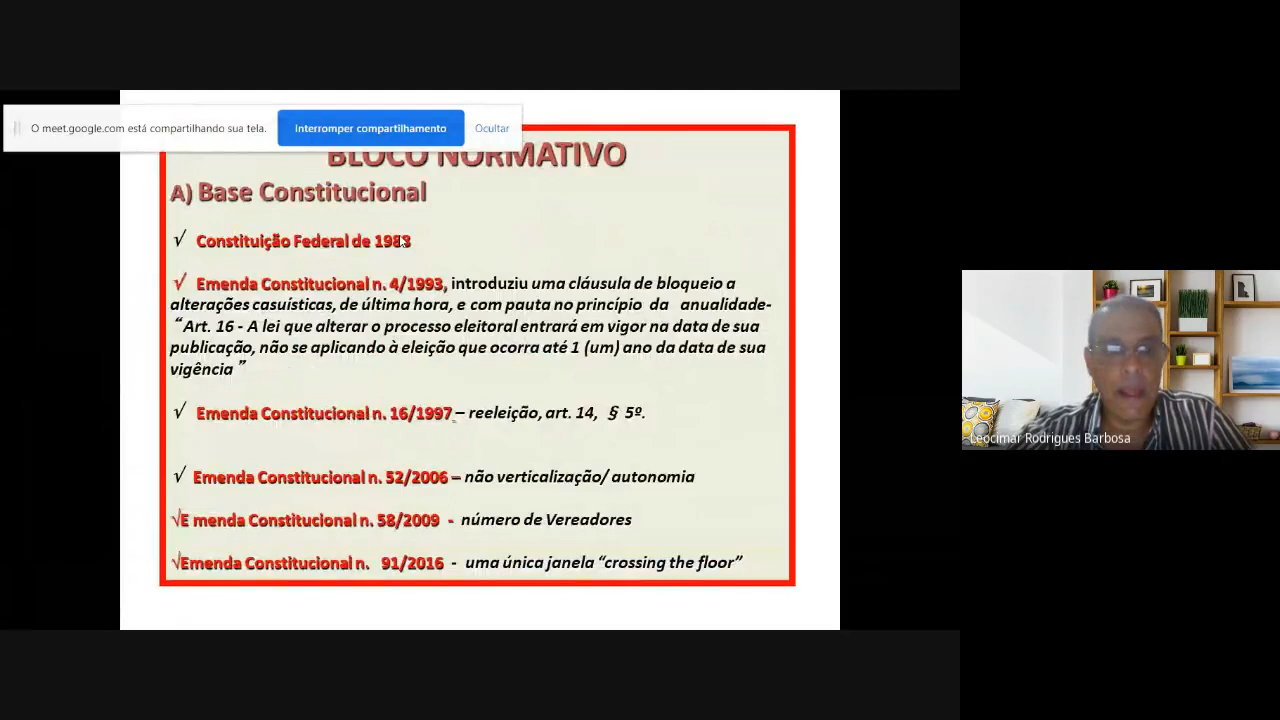 O meet.google.com está compartilhando sua tela. Interromper compartilhamento Ocultar
BLOCO NORMATIVO
A) Base Constitucional
√ Constituição Federal de 1988
√ Emenda Constitucional n. 4/1993, introduziu uma cláusula de bloqueio a
alterações casuísticas, de última hora, e com pauta no princípio da anualidade-
“Art. 16 - A lei que alterar o processo eleitoral entrará em vigor na data de sua
publicação, não se aplicando à eleição que ocorra até 1 (um) ano da data de sua
vigência”
√ Emenda Constitucional n. 16/1997 – reeleição, art. 14, § 5º.
√ Emenda Constitucional n. 52/2006 – não verticalização/ autonomia
√E menda Constitucional n. 58/2009 - número de Vereadores
√Emenda Constitucional n. 91/2016 - uma única janela “crossing the floor”
Leocimar Rodrigues Barbosa